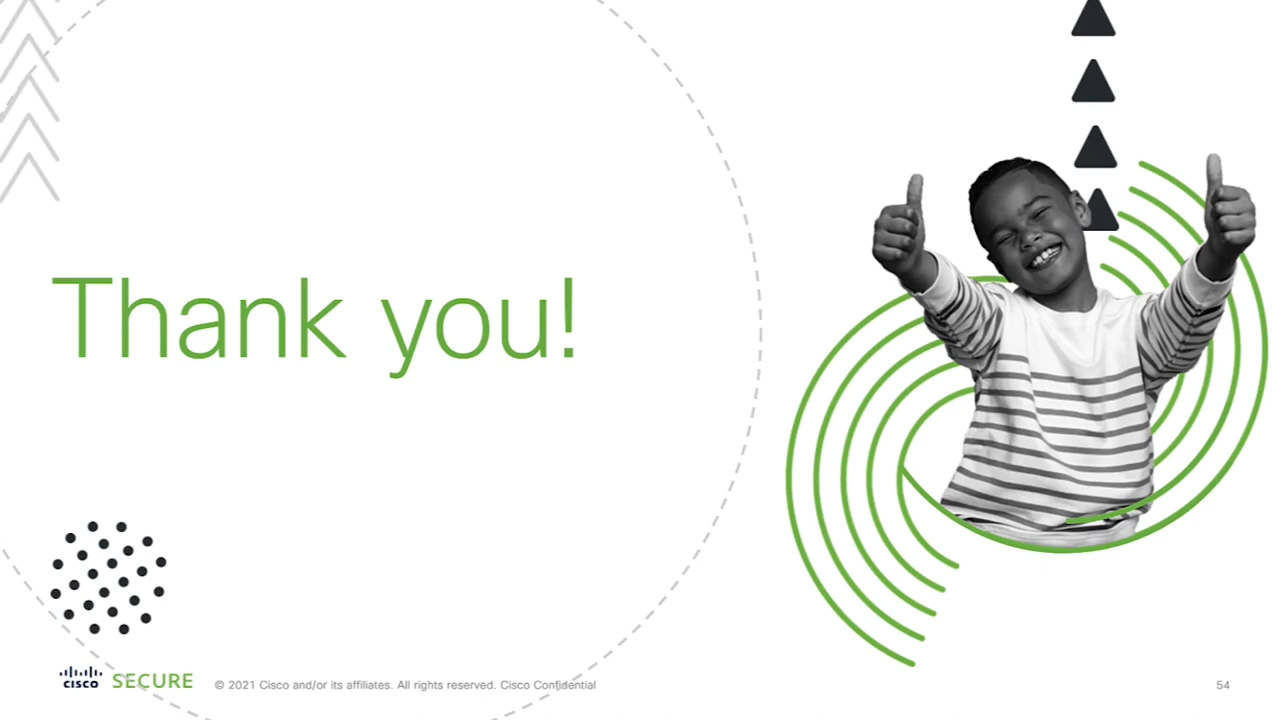 Thank you!
CISCO SECURE © 2021 Cisco and/or its affiliates. All rights reserved. Cisco Confidential 54